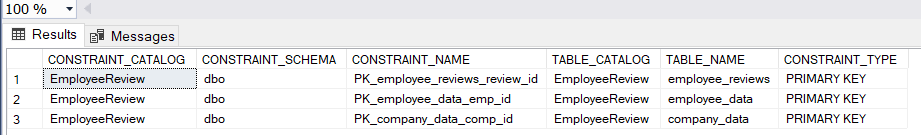 100 %
Results Messages
CONSTRAINT_CATALOG CONSTRAINT_SCHEMA CONSTRAINT_NAME TABLE_CATALOG TABLE_NAME CONSTRAINT_TYPE
1 EmployeeReview dbo PK_employee_reviews_review_id EmployeeReview employee_reviews PRIMARY KEY
2 EmployeeReview dbo PK_employee_data_emp_id EmployeeReview employee_data PRIMARY KEY
3 EmployeeReview dbo PK_company_data_comp_id EmployeeReview company_data PRIMARY KEY